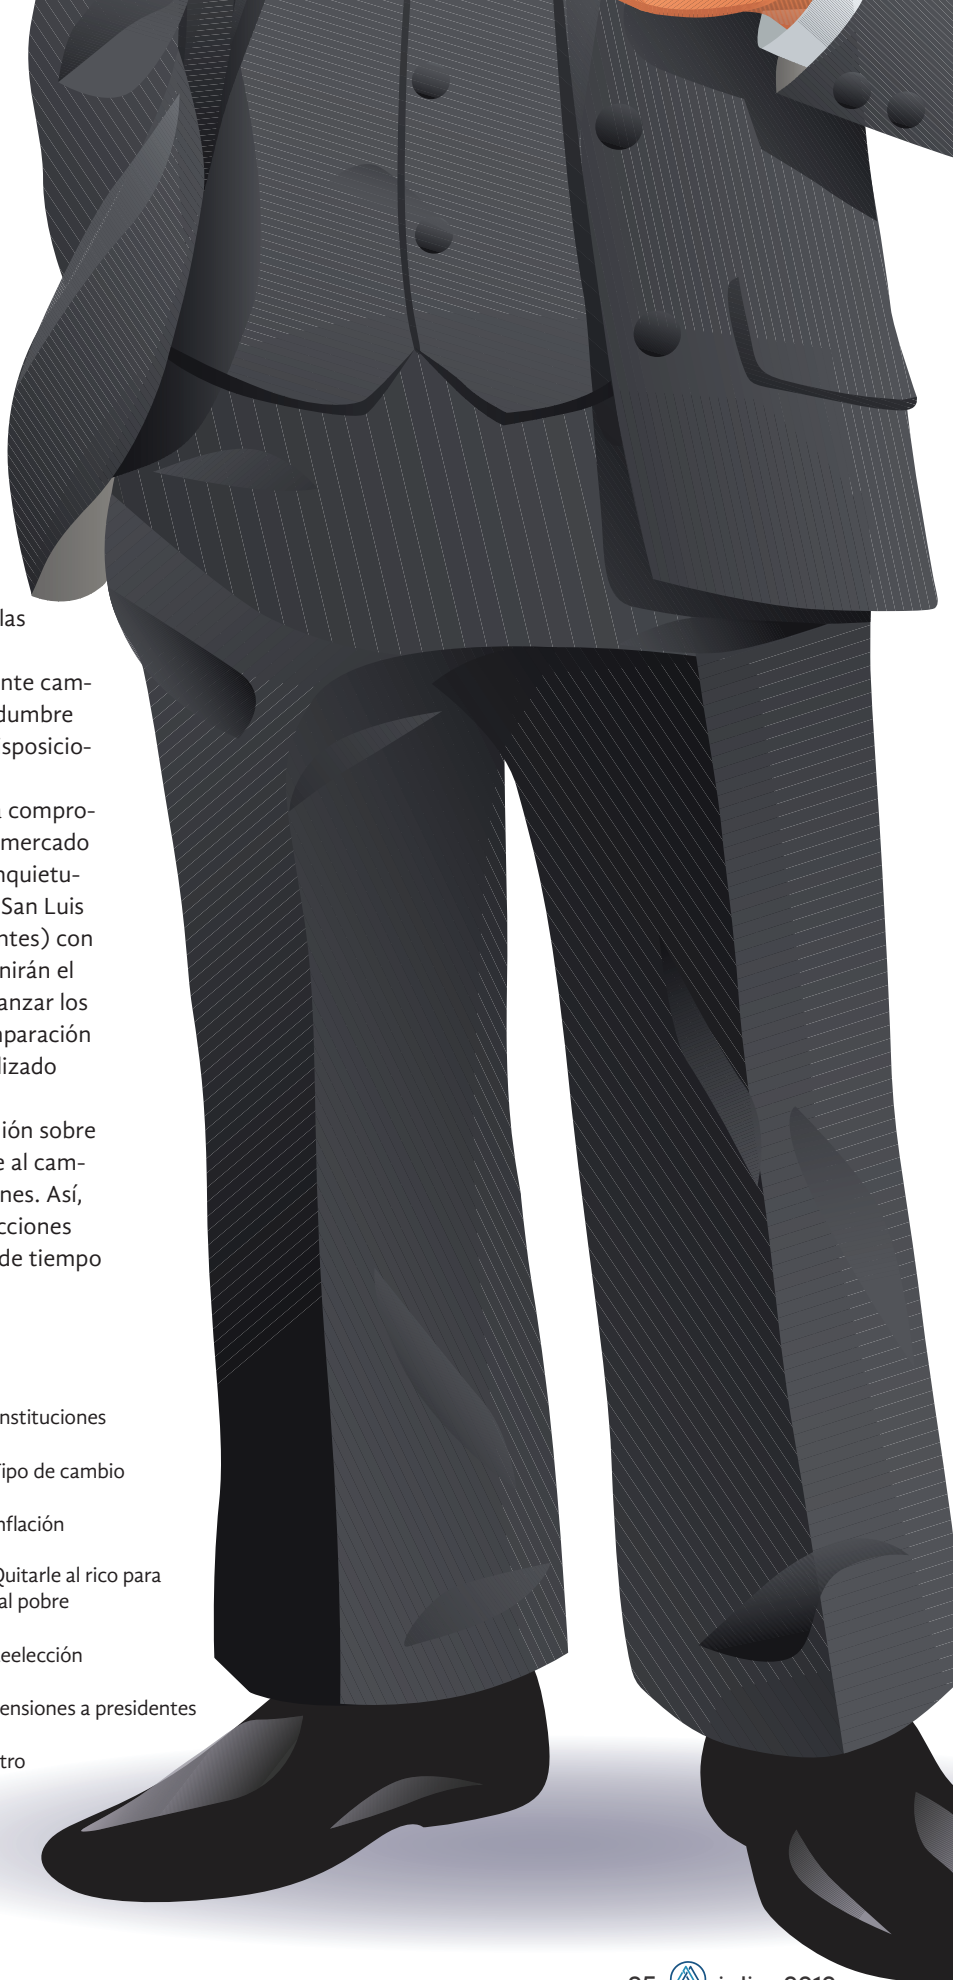 las
nte cam-
dumbre
sposicio-
compro-
mercado
nquietu-
San Luis
ntes) con
nirán el
anzar los
paración
lizado
ión sobre
e al cam-
nes. Así,
cciones
de tiempo
nstituciones
ipo de cambio
nflación
Quitarle al rico para
al pobre
eelección
ensiones a presidentes
tro